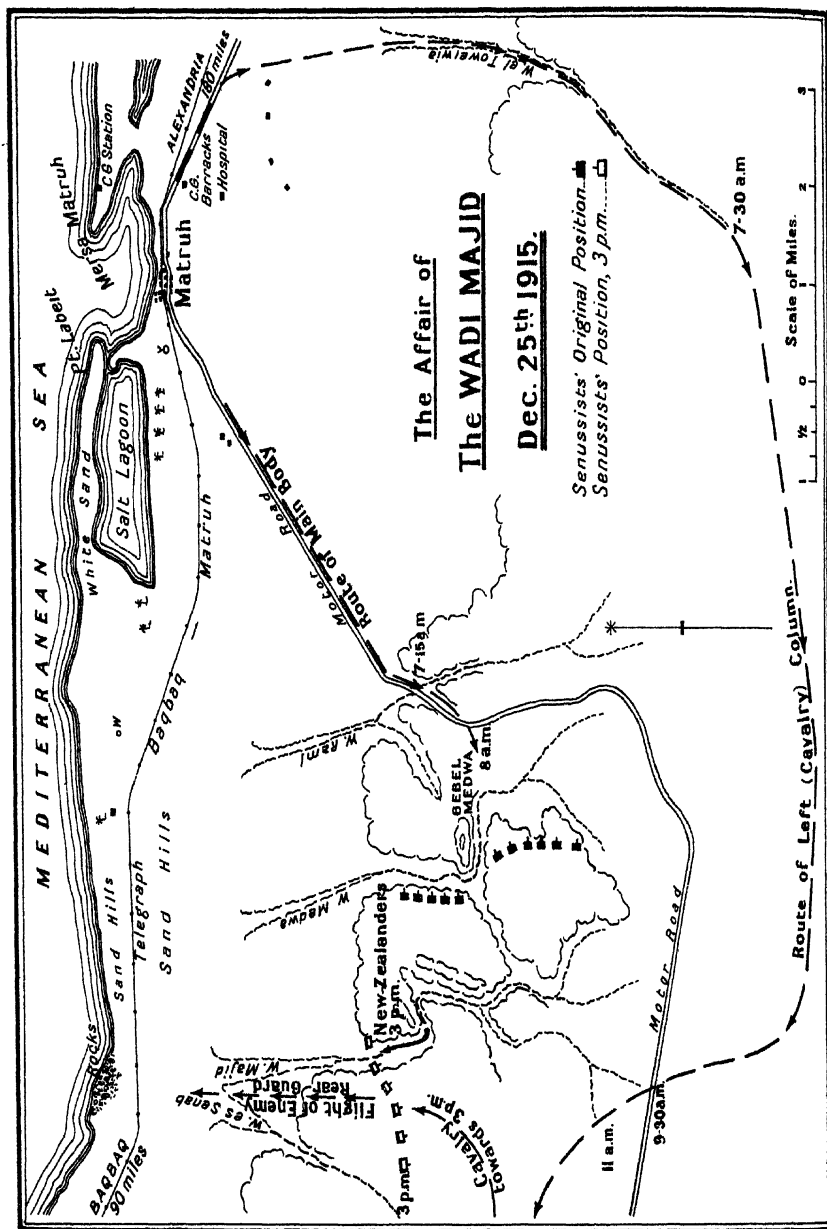 MEDITERRANEAN SEA
BAQBAQ
90 miles
Rocks
Sand Hills
Telegraph
Sand Hills
Baqbaq
Matruh
W
White Sand
Salt Lagoon
Pt. Labeit
Mersa Matruh
C.G Station
Matruh
ALEXANDRIA
180 miles
C.G.
Barracks
Hospital
W. el Toweiwia
7-30 a.m
Motor Road
Route of Main Body
7-15 a.m
8 a.m.
W. Raml
GEBEL
MEDWA
W. Madwa
New-Zealanders
3 p.m.
W. Majid
W. es Senab
Flight of Enemy
Rear Guard
3 p.m.
Cavalry
towards 3 p.m.
11 a.m.
9-30 a.m.
Motor Road
Route of Left (Cavalry) Column.
The Affair of
The WADI MAJID
Dec. 25th 1915.
Senussists' Original Position
Senussists' Position, 3 p.m.
1 ½ 0 1 2 3
Scale of Miles.